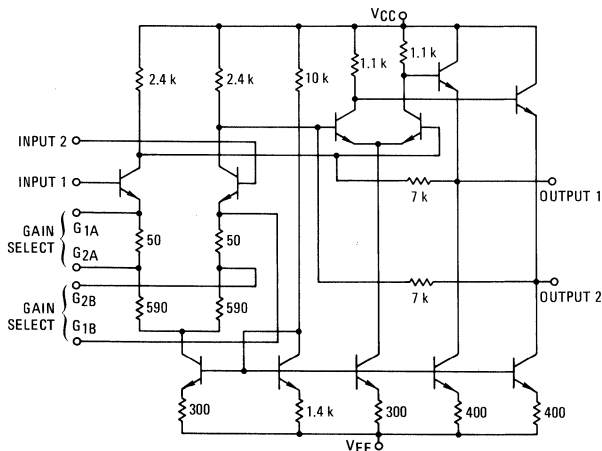 VCC
2.4 k
2.4 k
10 k
1.1 k
1.1 k
INPUT 2
INPUT 1
GAIN SELECT
G1A
G2A
50
50
7 k
OUTPUT 1
GAIN SELECT
G2B
G1B
590
590
7 k
OUTPUT 2
300
1.4 k
300
400
400
VEE